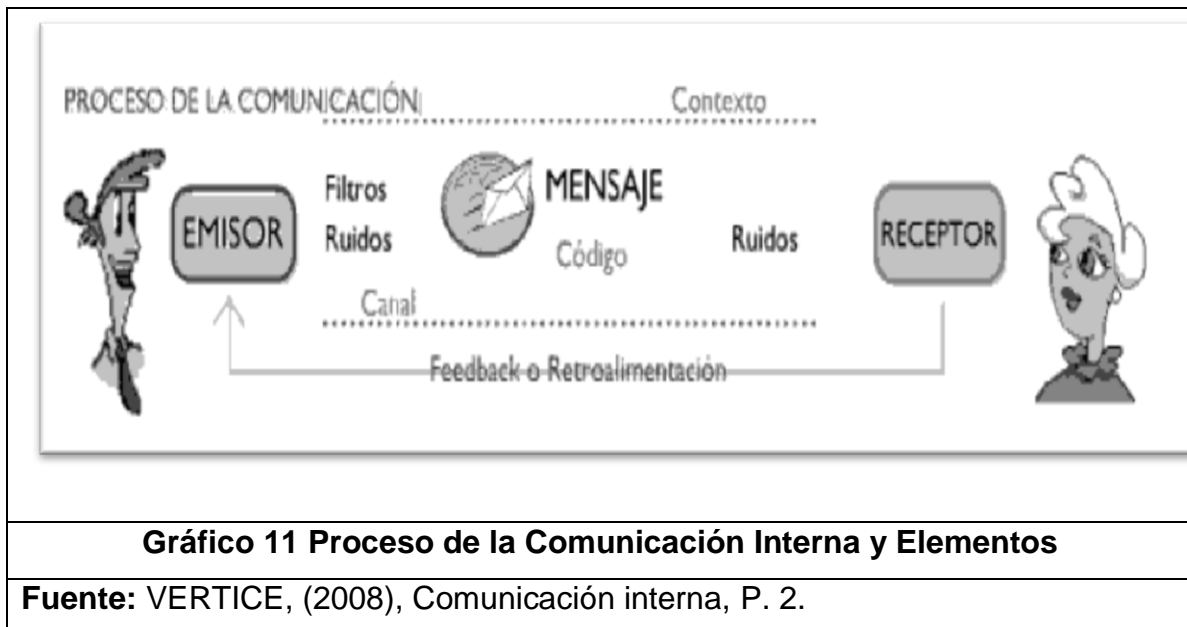 PROCESO DE LA COMUNICACIÓN
Contexto
EMISOR
Filtros
Ruidos
Canal
MENSAJE
Código
Ruidos
RECEPTOR
Feedback o Retroalimentación
Gráfico 11 Proceso de la Comunicación Interna y Elementos
Fuente: VERTICE, (2008), Comunicación interna, P. 2.